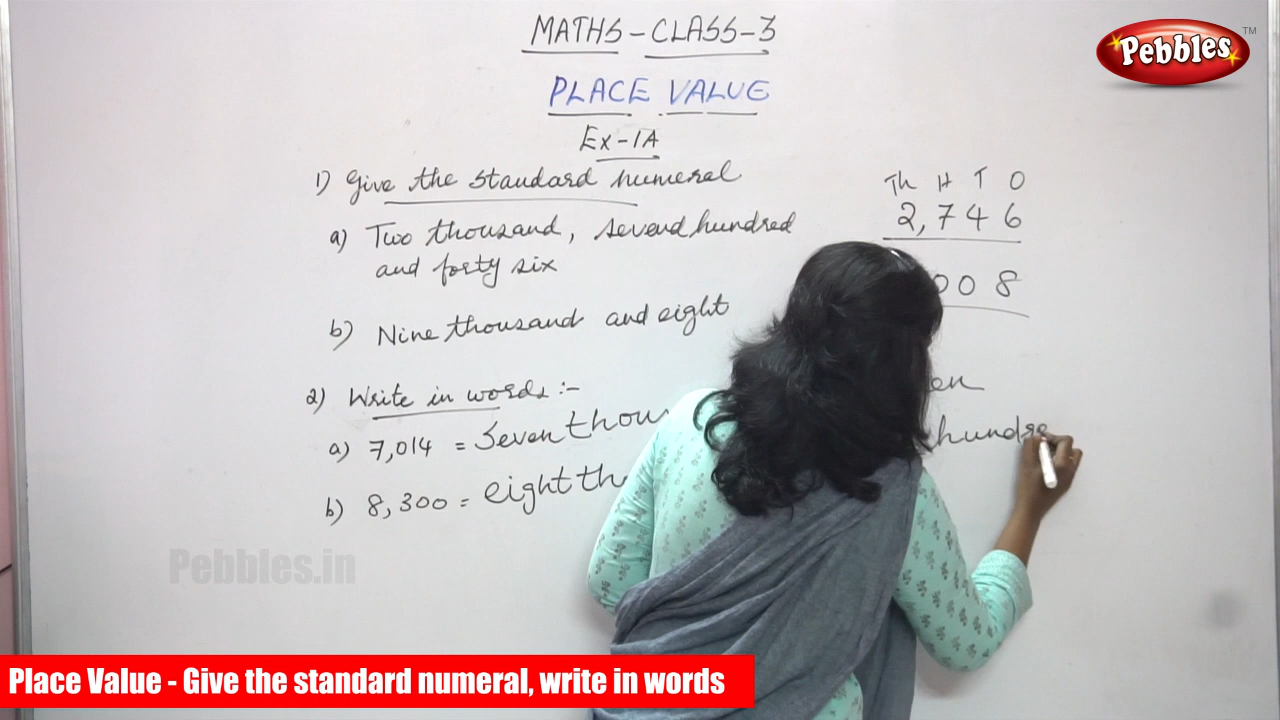 MATHS - CLASS - 3
Pebbles TM
PLACE VALUE
Ex - 1A
1) Give the standard numeral
Th H T O
a) Two thousand, severd hundred
2,746
and forty six
008
b) Nine thousand and eight
2) Write in words :-
a) 7,014 = Seven thou
b) 8,300 = eight th hundre
Pebbles.in
Place Value - Give the standard numeral, write in words